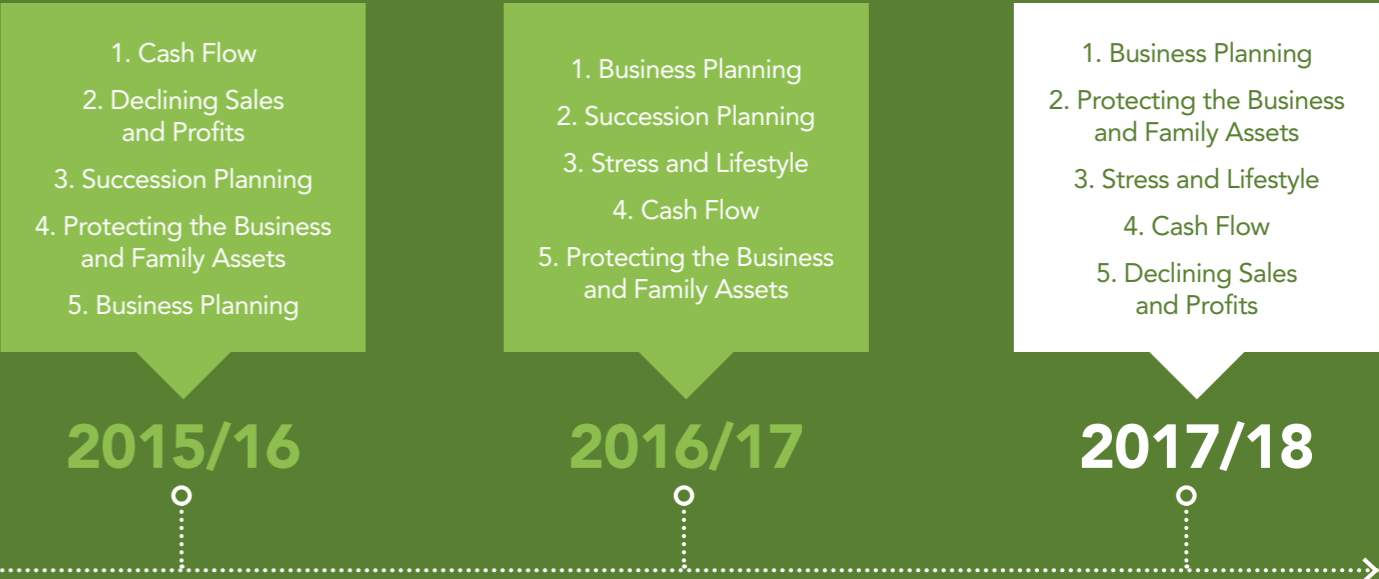 1. Cash Flow
2. Declining Sales
and Profits
3. Succession Planning
4. Protecting the Business
and Family Assets
5. Business Planning
2015/16
1. Business Planning
2. Succession Planning
3. Stress and Lifestyle
4. Cash Flow
5. Protecting the Business
and Family Assets
2016/17
1. Business Planning
2. Protecting the Business
and Family Assets
3. Stress and Lifestyle
4. Cash Flow
5. Declining Sales
and Profits
2017/18